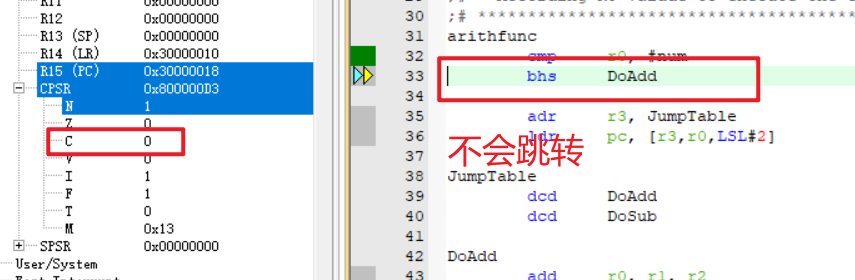 R11 0x00000000
R12 0x00000000
R13 (SP) 0x00000000
R14 (LR) 0x30000010
R15 (PC) 0x30000018
CPSR 0x800000D3
N 1
Z 0
C 0
V 0
I 1
F 1
T 0
M 0x13
SPSR 0x00000000
User/System
30 ;# ****************************************
31 arithfunc
32 cmp r0, #num
33 bhs DoAdd
34
35 adr r3, JumpTable
36 ldr pc, [r3,r0,LSL#2]
不会跳转
37
38 JumpTable
39 dcd DoAdd
40 dcd DoSub
41
42 DoAdd
43 add r0, r1, r2